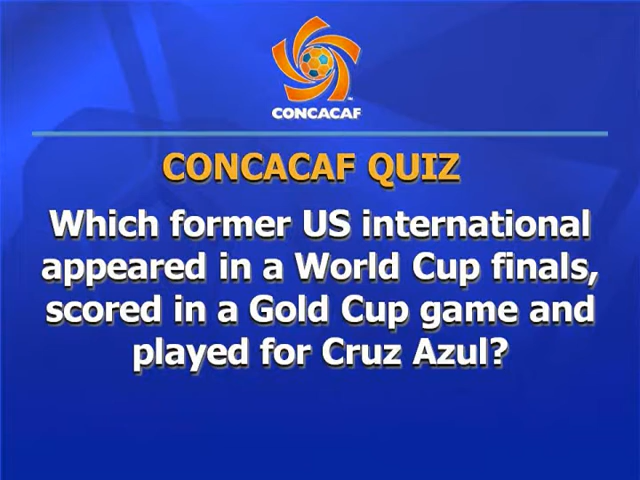 CONCACAF
CONCACAF QUIZ
Which former US international
appeared in a World Cup finals,
scored in a Gold Cup game and
played for Cruz Azul?